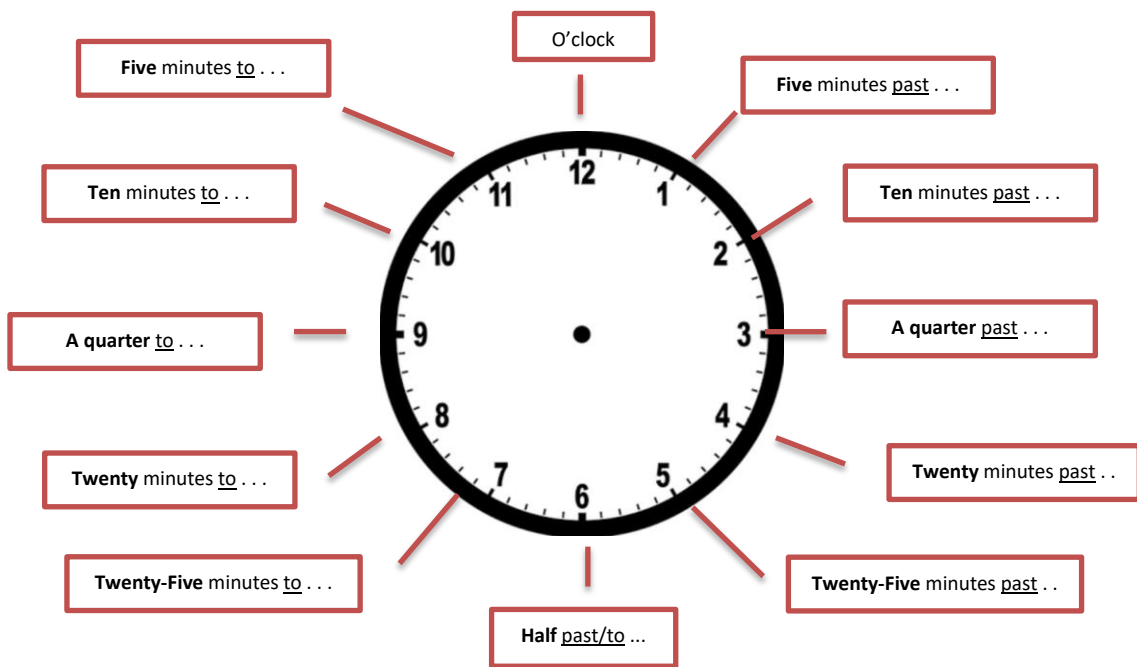 O’clock
Five minutes to . . .
Five minutes past . . .
12
11
1
Ten minutes to . . .
Ten minutes past . . .
10
2
A quarter to . . .
9
3
A quarter past . . .
8
4
Twenty minutes to . . .
Twenty minutes past . .
7
5
6
Twenty-Five minutes to . . .
Twenty-Five minutes past . .
Half past/to ...